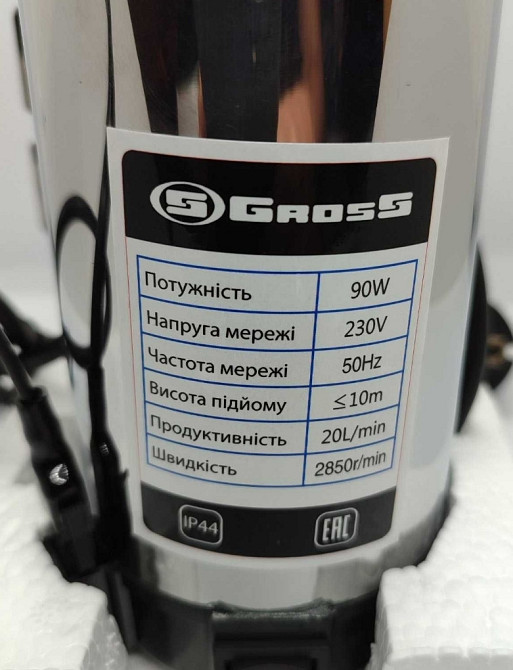 GROSS
Потужність 90W
Напруга мережі 230V
Частота мережі 50Hz
Висота підйому ≤10m
Продуктивність 20L/min
Швидкість 2850r/min
IP44 EAC